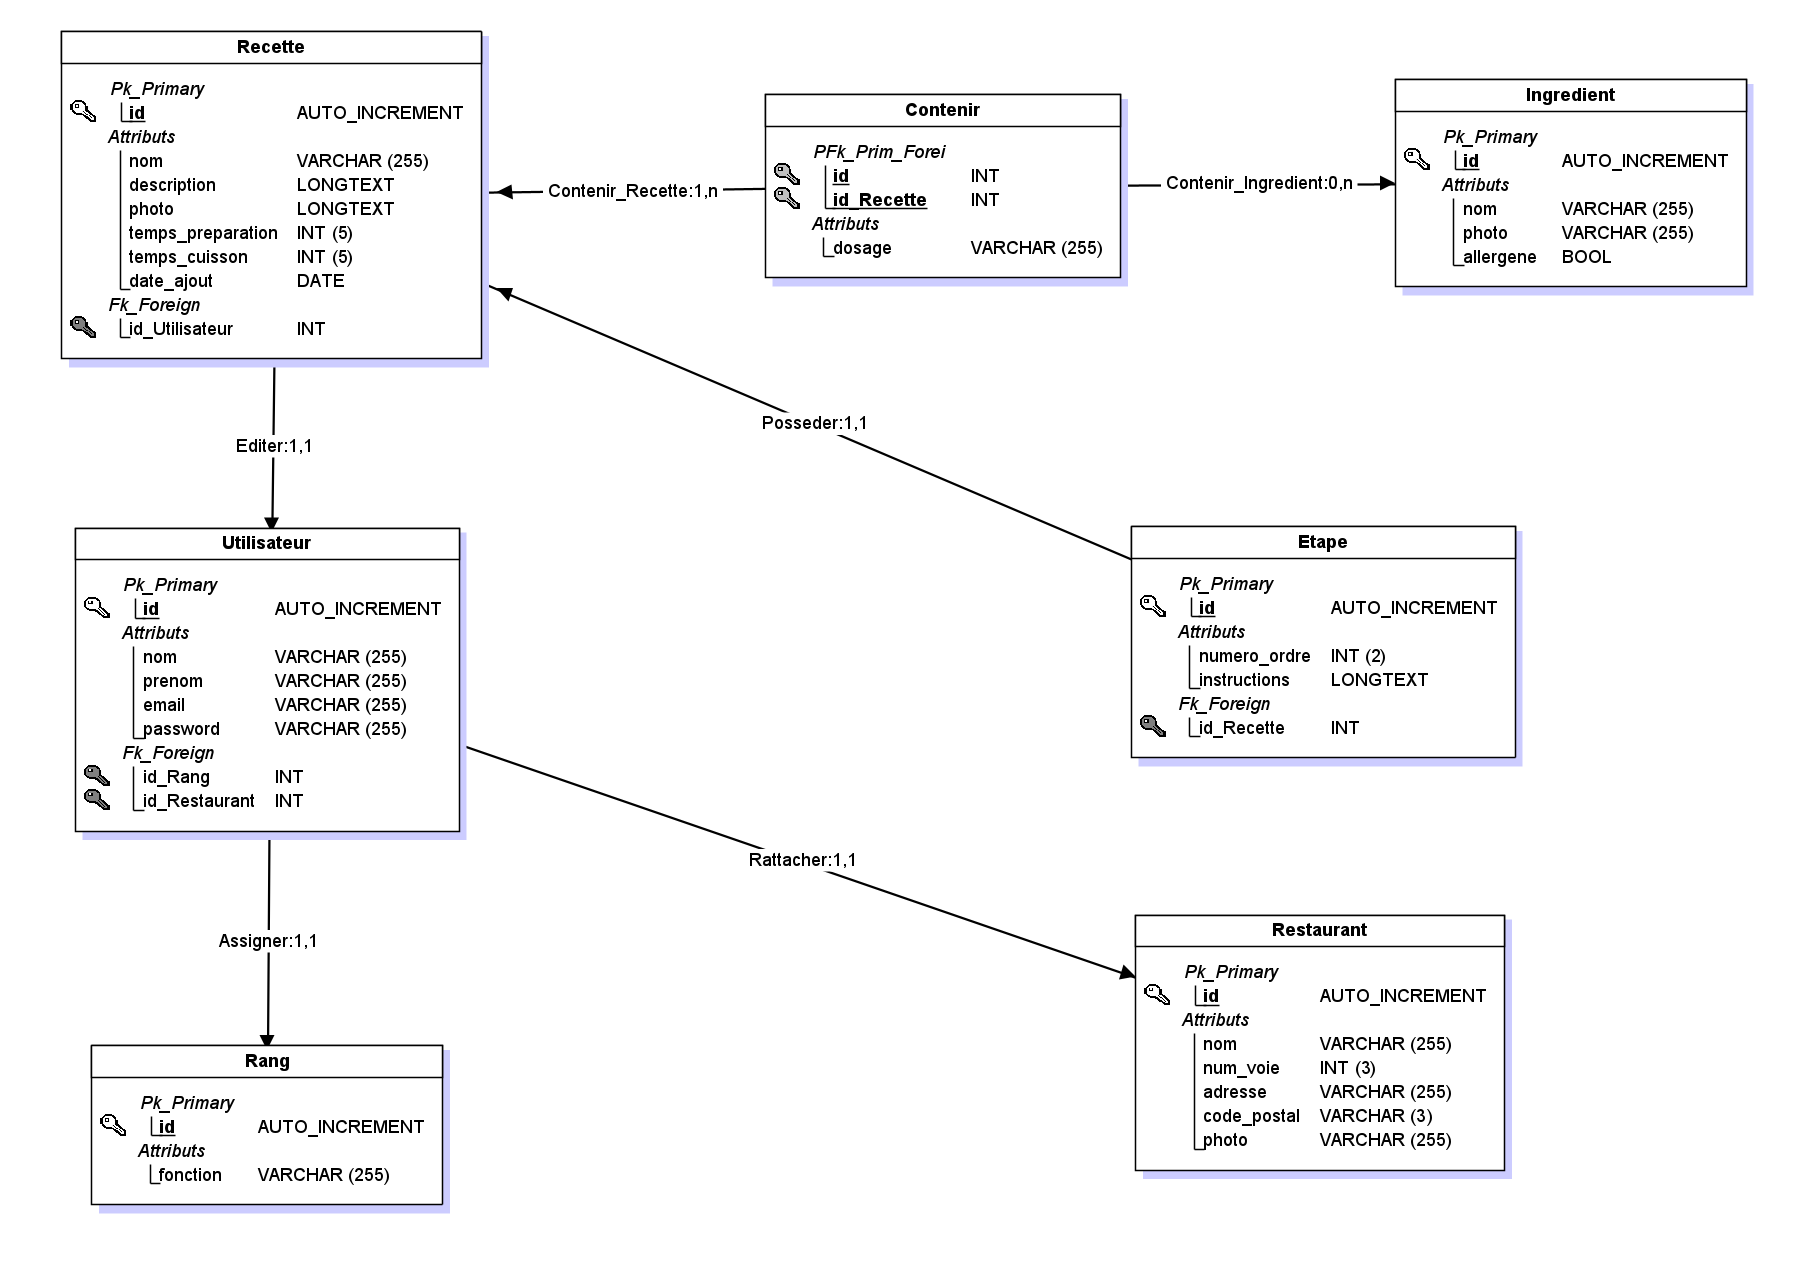 Recette
Pk_Primary
id AUTO_INCREMENT
Attributs
nom VARCHAR (255)
description LONGTEXT
photo LONGTEXT
temps_preparation INT (5)
temps_cuisson INT (5)
date_ajout DATE
Fk_Foreign
id_Utilisateur INT
Contenir_Recette:1,n
Contenir
PFk_Prim_Forei
id INT
id_Recette INT
Attributs
dosage VARCHAR (255)
Contenir_Ingredient:0,n
Ingredient
Pk_Primary
id AUTO_INCREMENT
Attributs
nom VARCHAR (255)
photo VARCHAR (255)
allergene BOOL
Editer:1,1
Posseder:1,1
Utilisateur
Pk_Primary
id AUTO_INCREMENT
Attributs
nom VARCHAR (255)
prenom VARCHAR (255)
email VARCHAR (255)
password VARCHAR (255)
Fk_Foreign
id_Rang INT
id_Restaurant INT
Etape
Pk_Primary
id AUTO_INCREMENT
Attributs
numero_ordre INT (2)
instructions LONGTEXT
Fk_Foreign
id_Recette INT
Rattacher:1,1
Assigner:1,1
Rang
Pk_Primary
id AUTO_INCREMENT
Attributs
fonction VARCHAR (255)
Restaurant
Pk_Primary
id AUTO_INCREMENT
Attributs
nom VARCHAR (255)
num_voie INT (3)
adresse VARCHAR (255)
code_postal VARCHAR (3)
photo VARCHAR (255)